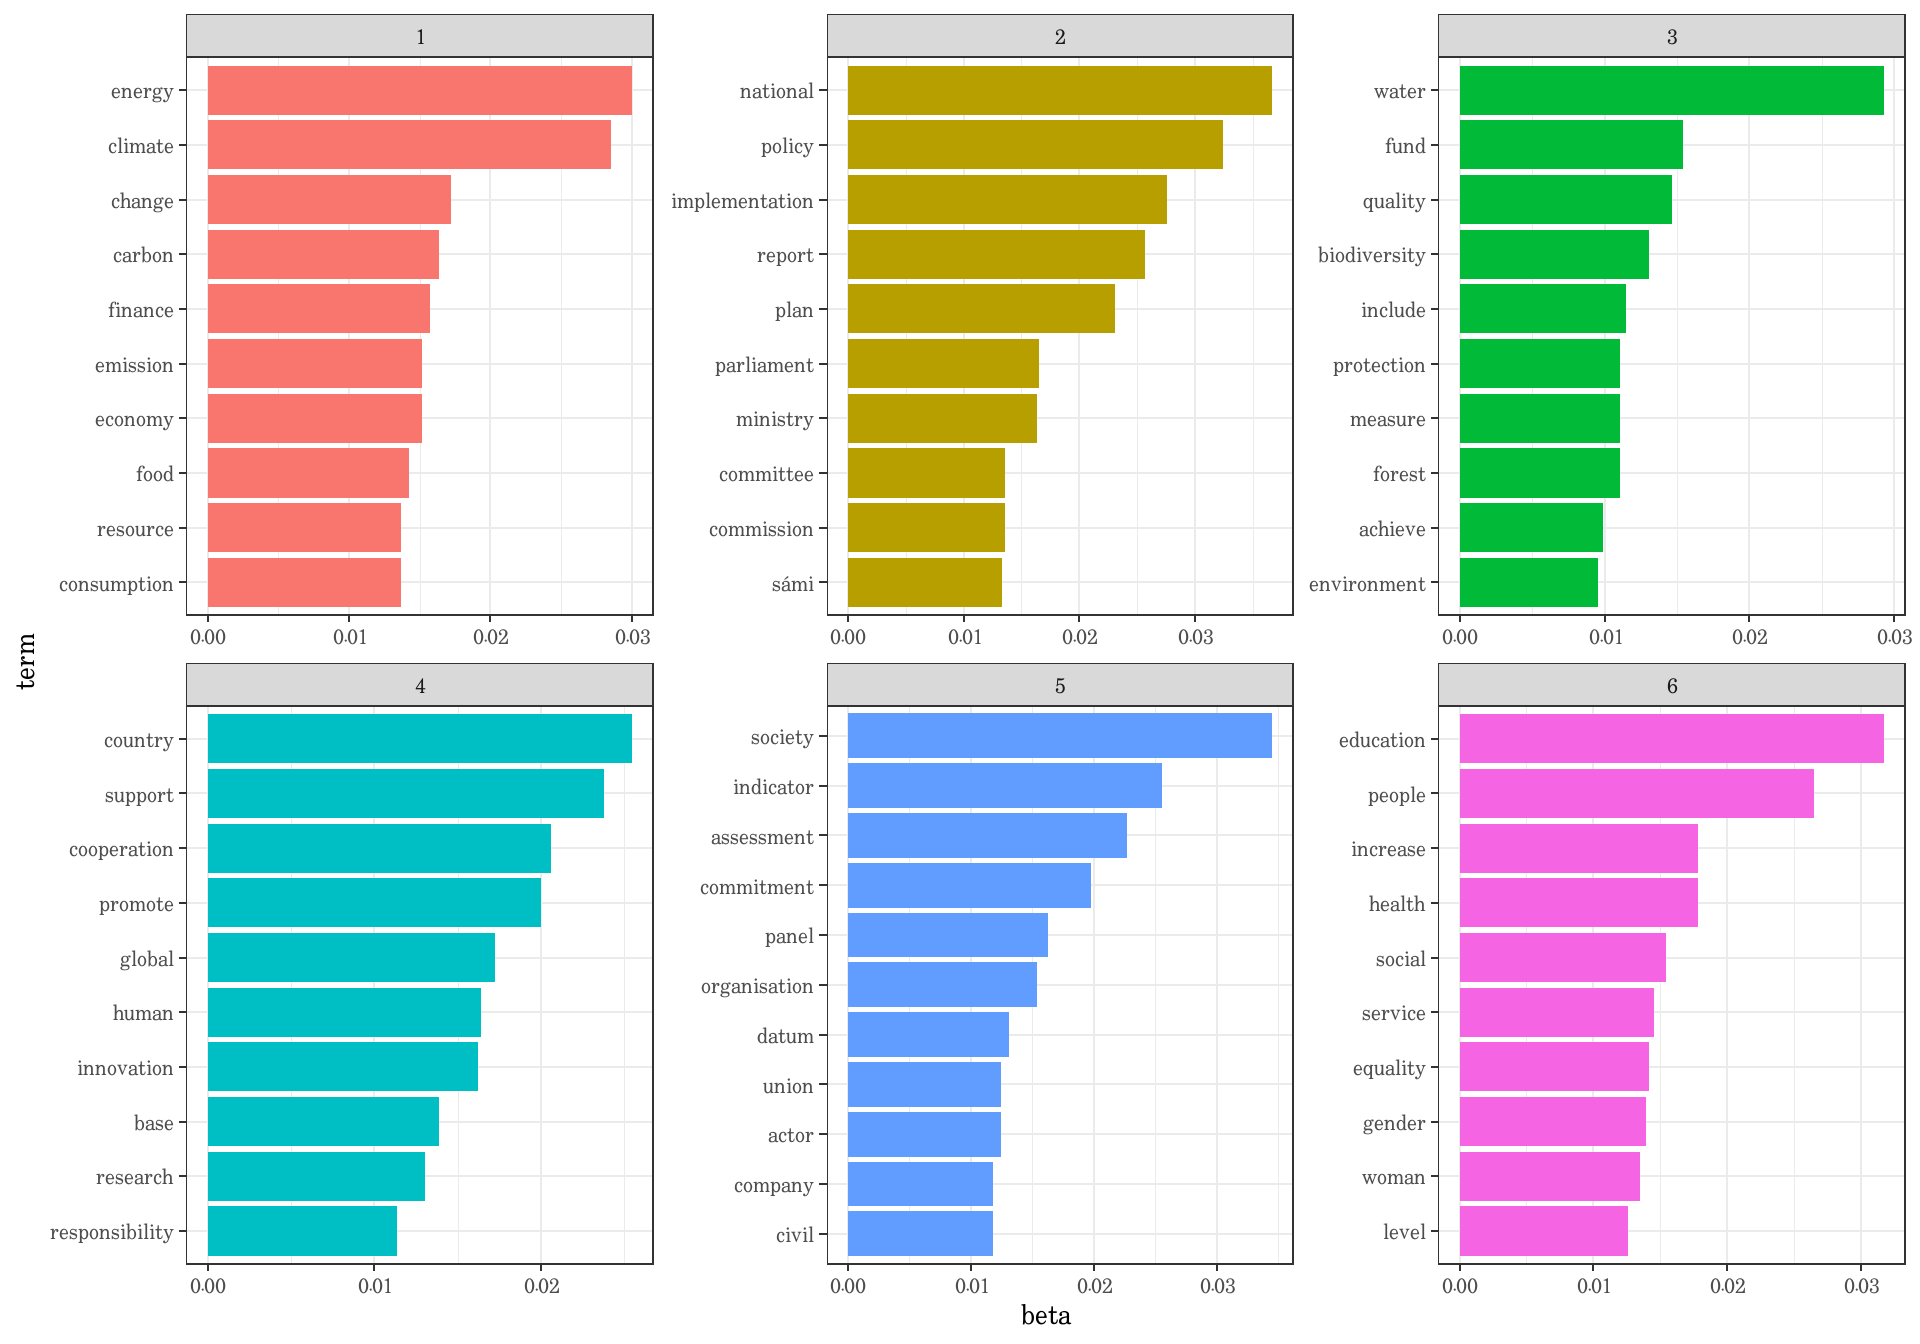 1
energy
climate
change
carbon
finance
emission
economy
food
resource
consumption
0.00 0.01 0.02 0.03
2
national
policy
implementation
report
plan
parliament
ministry
committee
commission
sámi
0.00 0.01 0.02 0.03
3
water
fund
quality
biodiversity
include
protection
measure
forest
achieve
environment
0.00 0.01 0.02 0.03
term
4
country
support
cooperation
promote
global
human
innovation
base
research
responsibility
0.00 0.01 0.02
5
society
indicator
assessment
commitment
panel
organisation
datum
union
actor
company
civil
0.00 0.01 0.02 0.03
6
education
people
increase
health
social
service
equality
gender
woman
level
0.00 0.01 0.02 0.03
beta